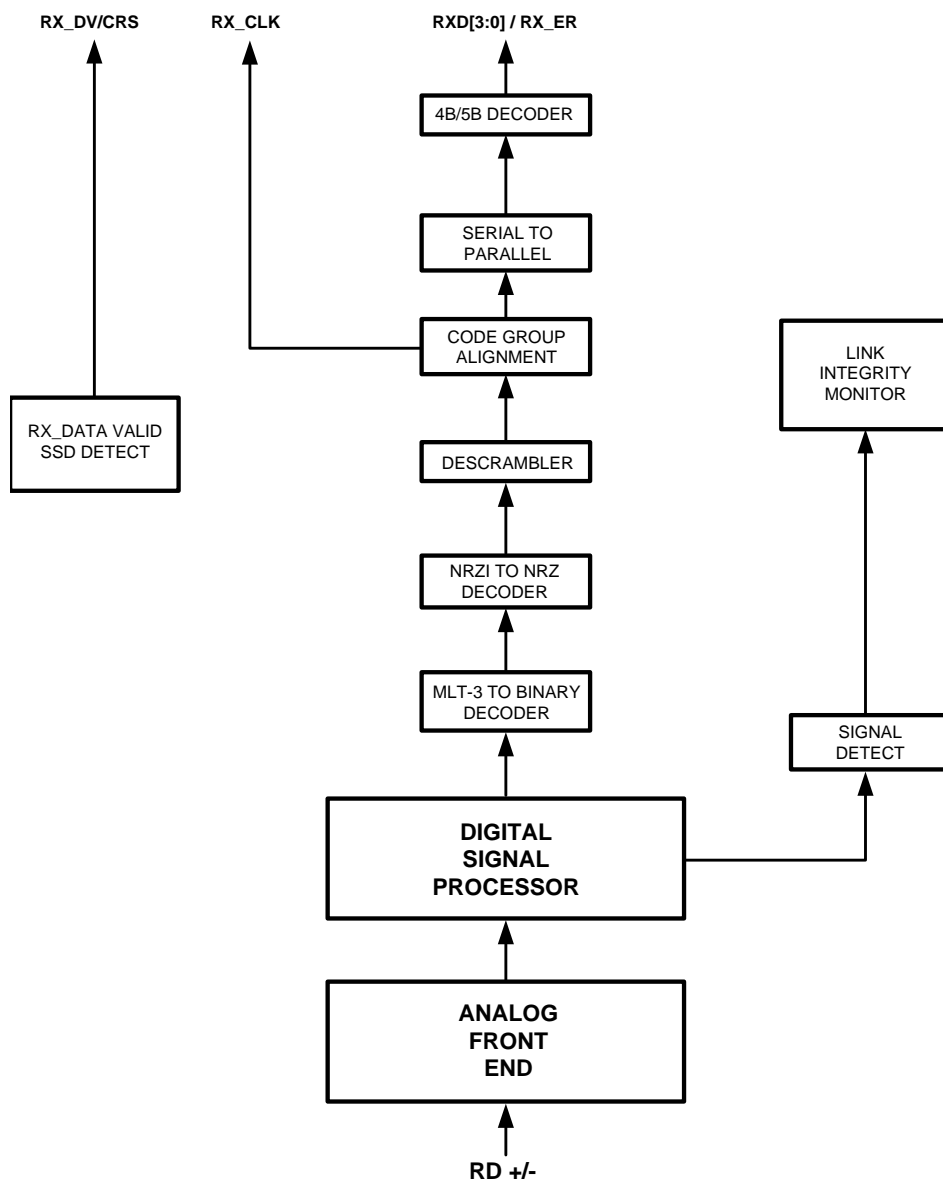 RX_DV/CRS
RX_CLK
RXD[3:0] / RX_ER
4B/5B DECODER
SERIAL TO
PARALLEL
CODE GROUP
ALIGNMENT
LINK
INTEGRITY
MONITOR
RX_DATA VALID
SSD DETECT
DESCRAMBLER
NRZI TO NRZ
DECODER
MLT-3 TO BINARY
DECODER
SIGNAL
DETECT
DIGITAL
SIGNAL
PROCESSOR
ANALOG
FRONT
END
RD +/-